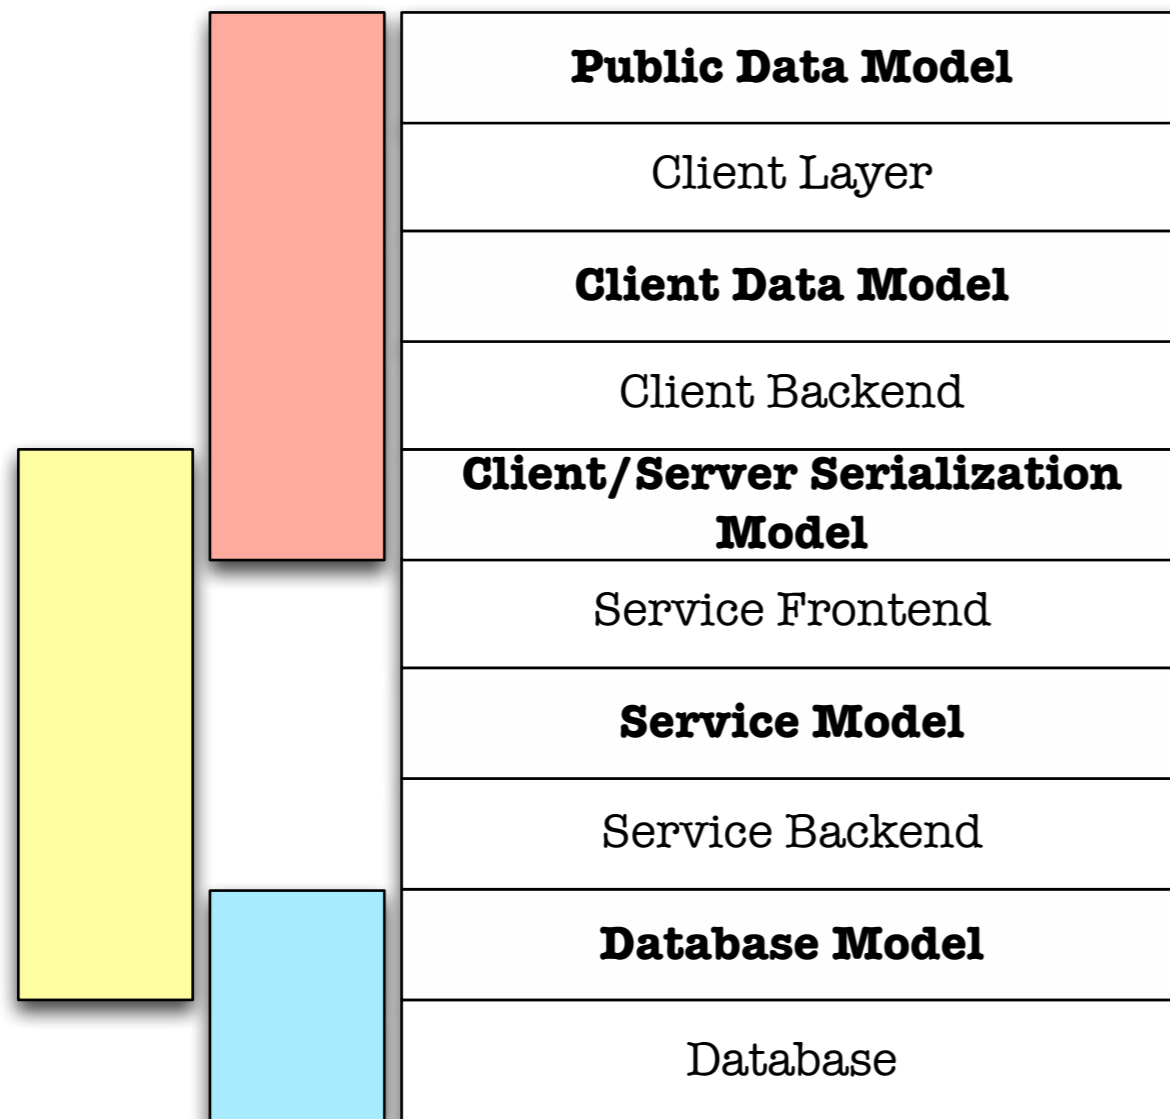 Public Data Model
Client Layer
Client Data Model
Client Backend
Client/Server Serialization
Model
Service Frontend
Service Model
Service Backend
Database Model
Database